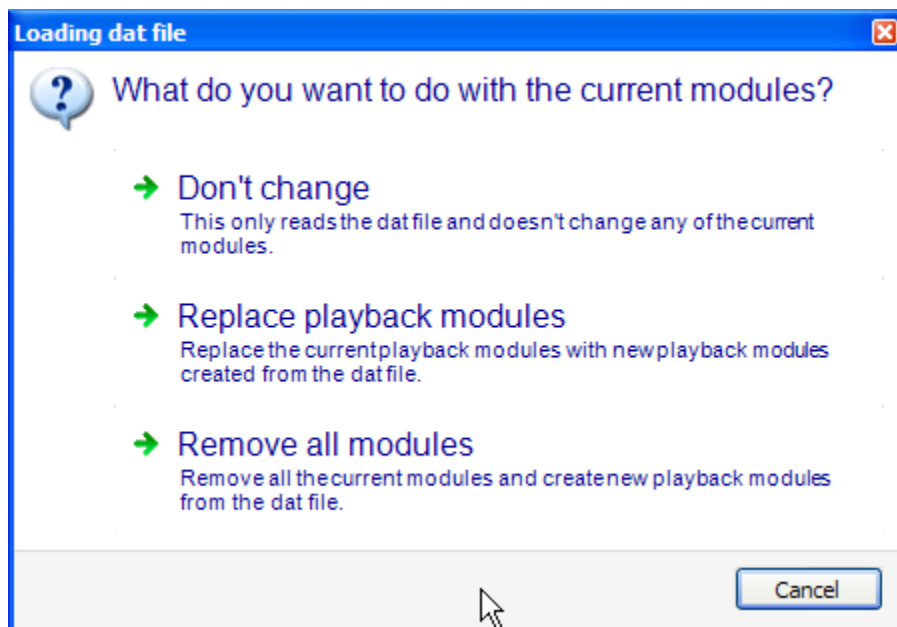 Loading dat file
What do you want to do with the current modules?
Don't change
This only reads the dat file and doesn't change any of the current
modules.
Replace playback modules
Replace the current playback modules with new playback modules
created from the dat file.
Remove all modules
Remove all the current modules and create new playback modules
from the dat file.
Cancel